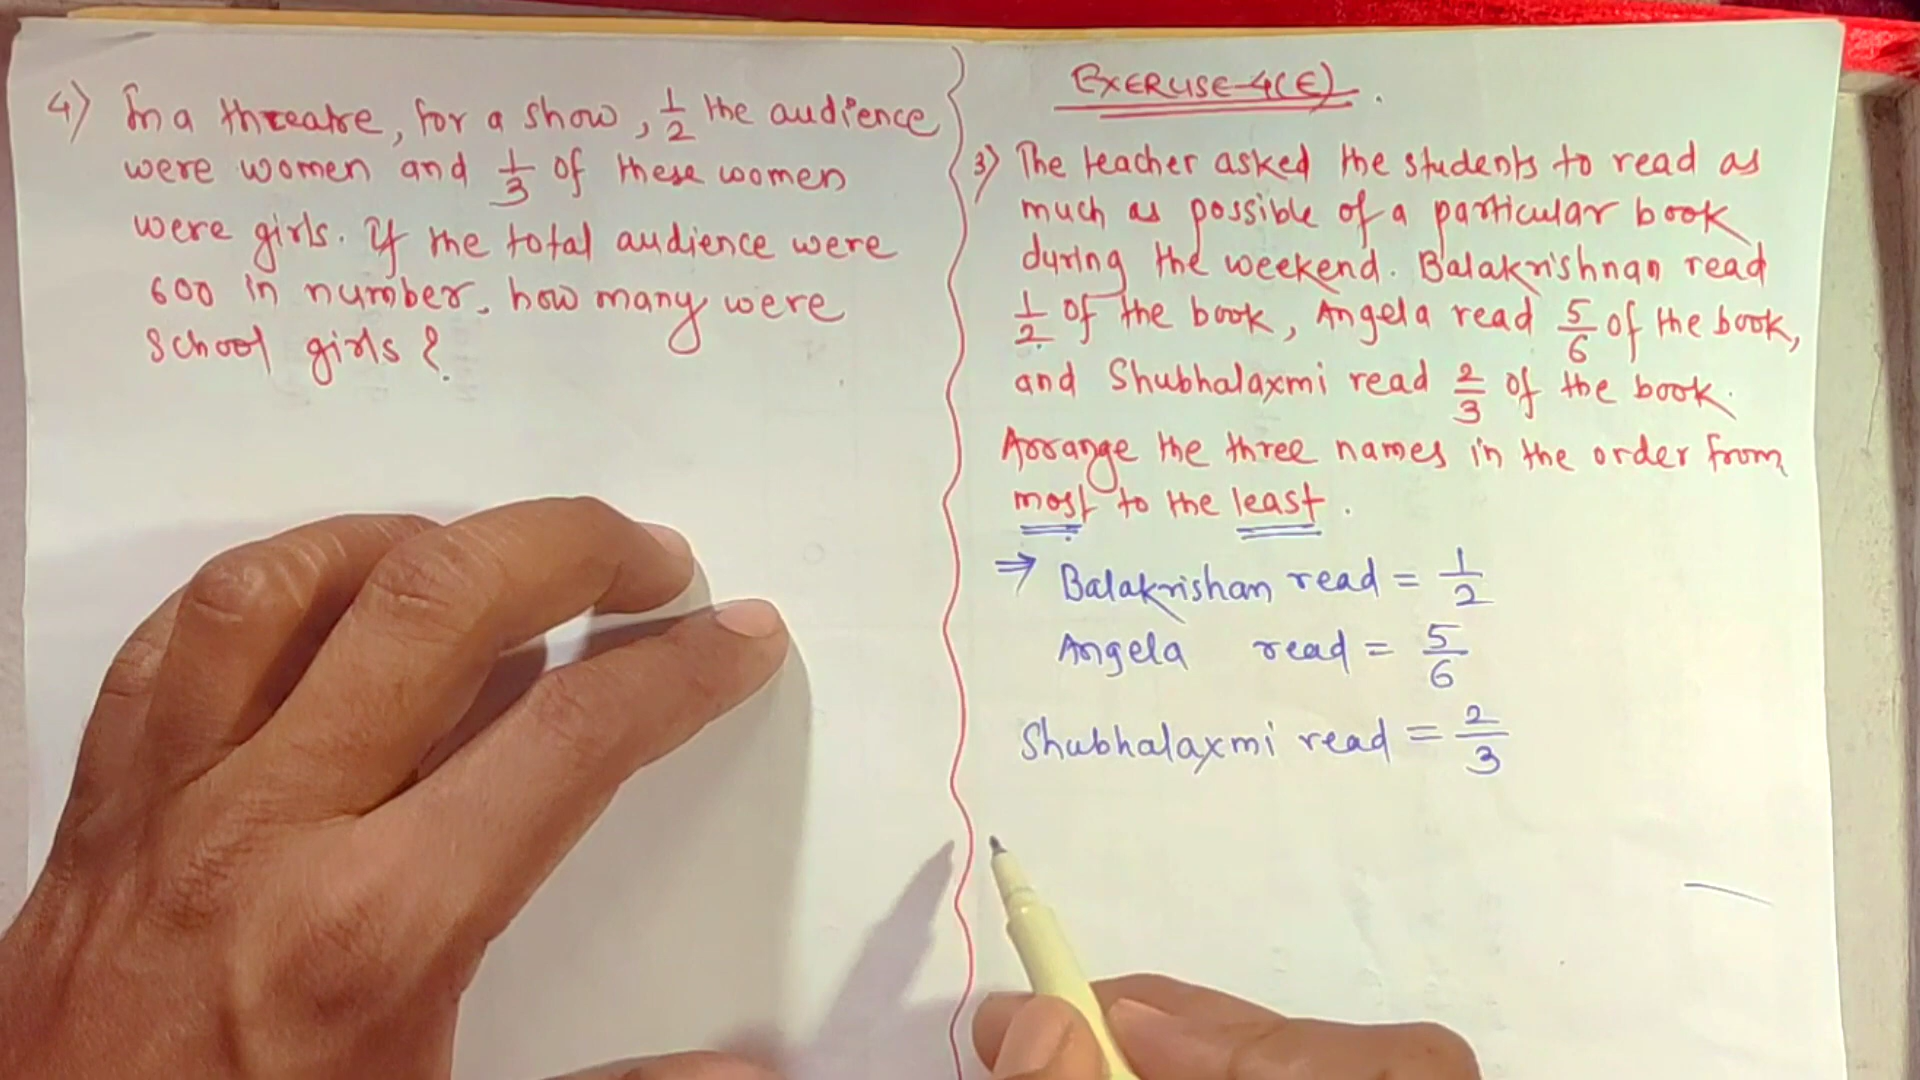 4) In a threatre, for a show, 1/2 the audience
were women and 1/3 of these women
were girls. If the total audience were
600 in number, how many were
School girls?
EXERCISE-4(E).
3) The teacher asked the students to read as
much as possible of a particular book
during the weekend. Balakrishnan read
1/2 of the book, Angela read 5/6 of the book,
and Shubhalaxmi read 2/3 of the book.
Arrange the three names in the order from
most to the least.
⇒ Balakrishan read = 1/2
Angela read = 5/6
Shubhalaxmi read = 2/3